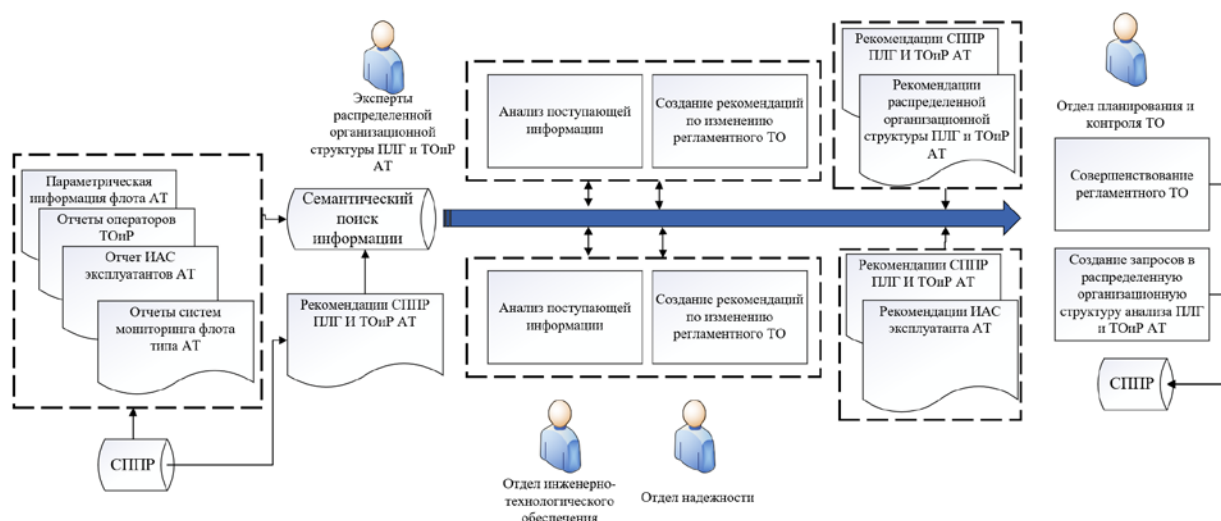 Параметрическая
информация флота АТ
Отчеты операторов
ТОиР
Отчет ИАС
эксплуатантов АТ
Отчеты систем
мониторинга флота
типа АТ
СППР
Эксперты
распределенной
организационной
структуры ПЛГ и ТОиР
АТ
Семантический
поиск
информации
Рекомендации СППР
ПЛГ И ТОиР АТ
Анализ поступающей
информации
Создание рекомендаций
по изменению
регламентного ТО
Анализ поступающей
информации
Создание рекомендаций
по изменению
регламентного ТО
Отдел инженерно-
технологического
обеспечения
Отдел надежности
Рекомендации СППР
ПЛГ И ТОиР АТ
Рекомендации
распределенной
организационной
структуры ПЛГ и ТОиР
АТ
Рекомендации СППР
ПЛГ И ТОиР АТ
Рекомендации ИАС
эксплуатанта АТ
Отдел планирования и
контроля ТО
Совершенствование
регламентного ТО
Создание запросов в
распределенную
организационную
структуру анализа ПЛГ
и ТОиР АТ
СППР